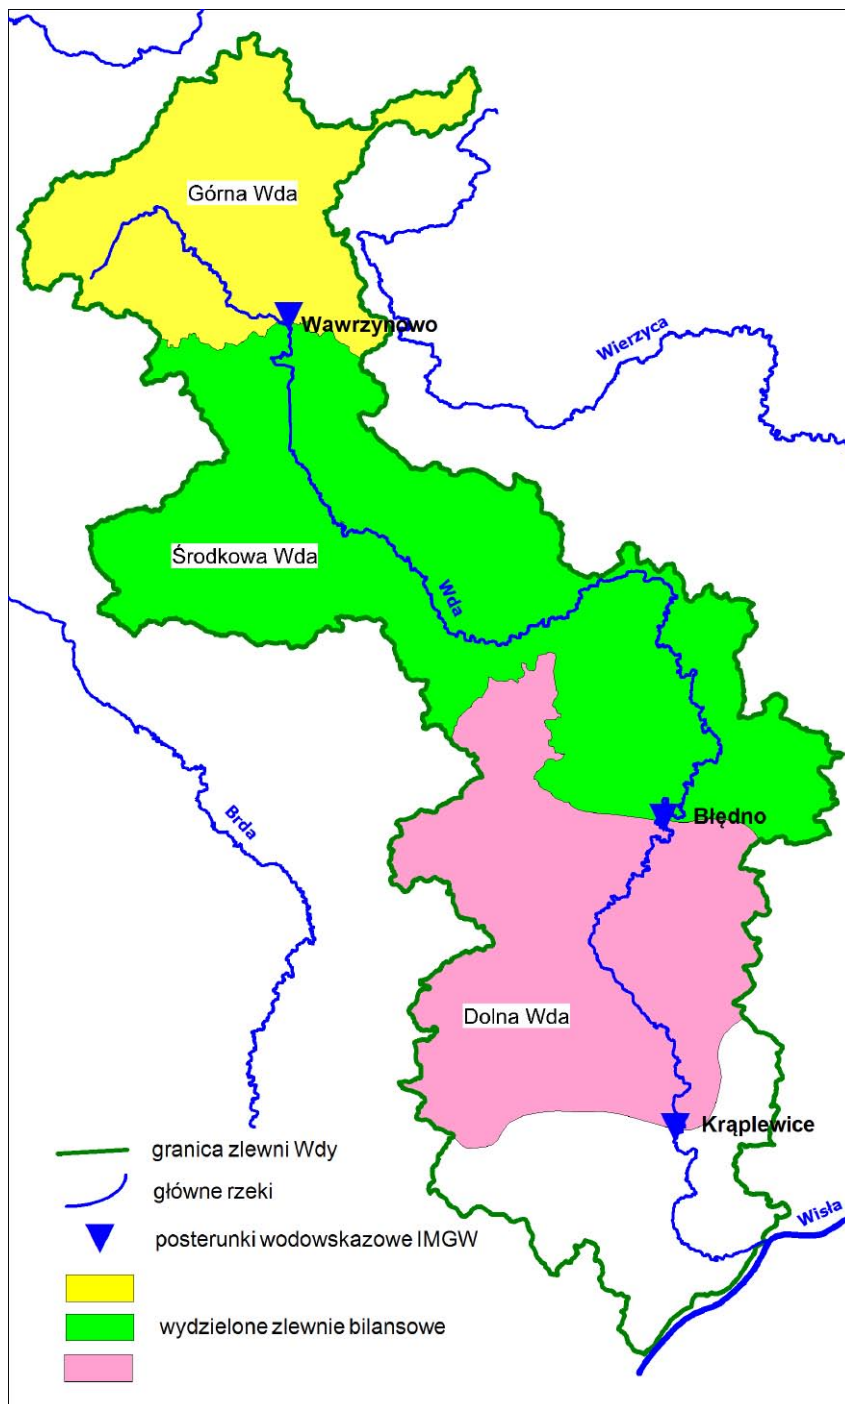 Górna Wda
Wawrzynowo
Wierzyca
Środkowa Wda
Wda
Brda
Błędno
Dolna Wda
Krąplewice
Wisła
granica zlewni Wdy
główne rzeki
posterunki wodowskazowe IMGW
wydzielone zlewnie bilansowe